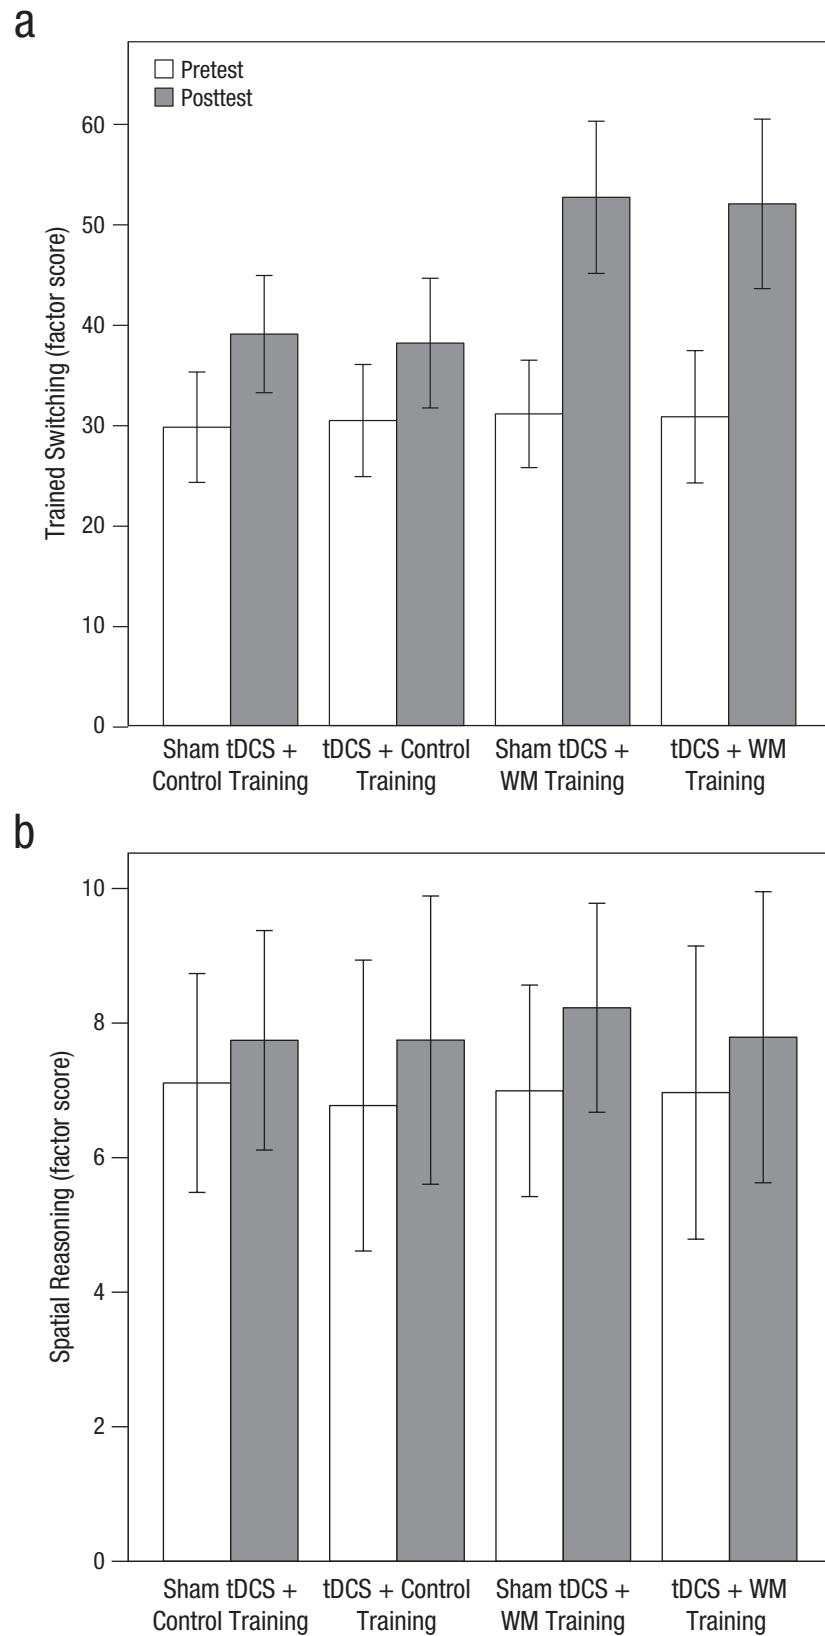 a
Pretest
Posttest
60
50
40
30
20
10
0
Trained Switching (factor score)
Sham tDCS +
Control Training
tDCS + Control
Training
Sham tDCS +
WM Training
tDCS + WM
Training
b
10
8
6
4
2
0
Spatial Reasoning (factor score)
Sham tDCS +
Control Training
tDCS + Control
Training
Sham tDCS +
WM Training
tDCS + WM
Training